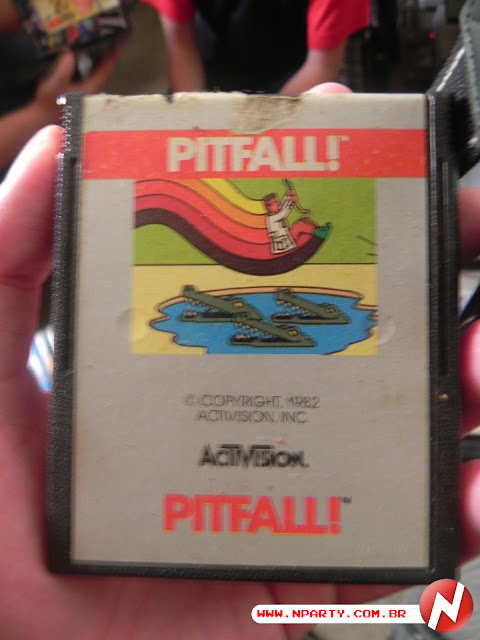 PITFALL!™
© COPYRIGHT, 1982
ACTIVISION, INC.
ACTIVISION.
PITFALL!™
WWW.NPARTY.COM.BR
N